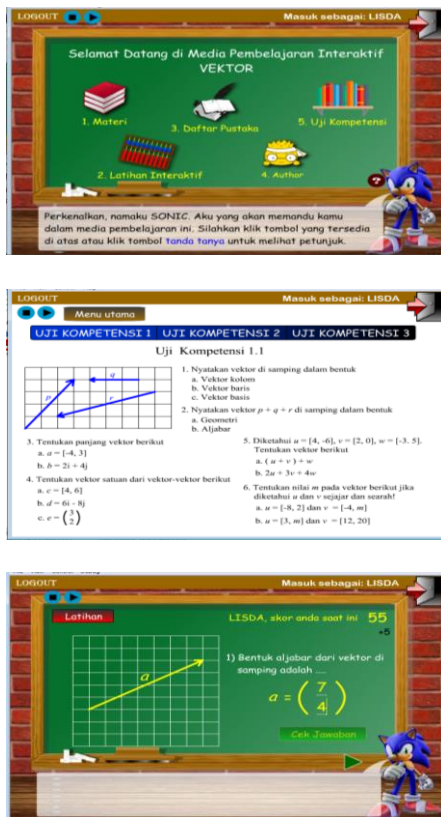 LOGOUT
Masuk sebagai: LISDA
Selamat Datang di Media Pembelajaran Interaktif
VEKTOR
1. Materi
3. Daftar Pustaka
5. Uji Kompetensi
2. Latihan Interaktif
4. Author
?
Perkenalkan, namaku SONIC. Aku yang akan memandu kamu
dalam media pembelajaran ini. Silahkan klik tombol yang tersedia
di atas atau klik tombol tanda tanya untuk melihat petunjuk.
LOGOUT
Masuk sebagai: LISDA
Menu utama
UJI KOMPETENSI 1 UJI KOMPETENSI 2 UJI KOMPETENSI 3
Uji Kompetensi 1.1
p
q
r
1. Nyatakan vektor di samping dalam bentuk
a. Vektor kolom
b. Vektor baris
c. Vektor basis
2. Nyatakan vektor p + q + r di samping dalam bentuk
a. Geometri
b. Aljabar
3. Tentukan panjang vektor berikut
a. a = [-4, 3]
b. b = 2i + 4j
4. Tentukan vektor satuan dari vektor-vektor berikut
a. c = [4, 6]
b. d = 6i - 8j
c. e = (3 2)
5. Diketahui u = [4, -6], v = [2, 0], w = [-3, 5].
Tentukan vektor berikut
a. ( u + v ) + w
b. 2u + 3v + 4w
6. Tentukan nilai m pada vektor berikut jika
diketahui u dan v sejajar dan searah!
a. u = [-8, 2] dan v = [-4, m]
b. u = [3, m] dan v = [12, 20]
LOGOUT
Masuk sebagai: LISDA
Latihan
LISDA, skor anda saat ini 55
+5
a
1) Bentuk aljabar dari vektor di
samping adalah ....
a = (7 4)
Cek Jawaban